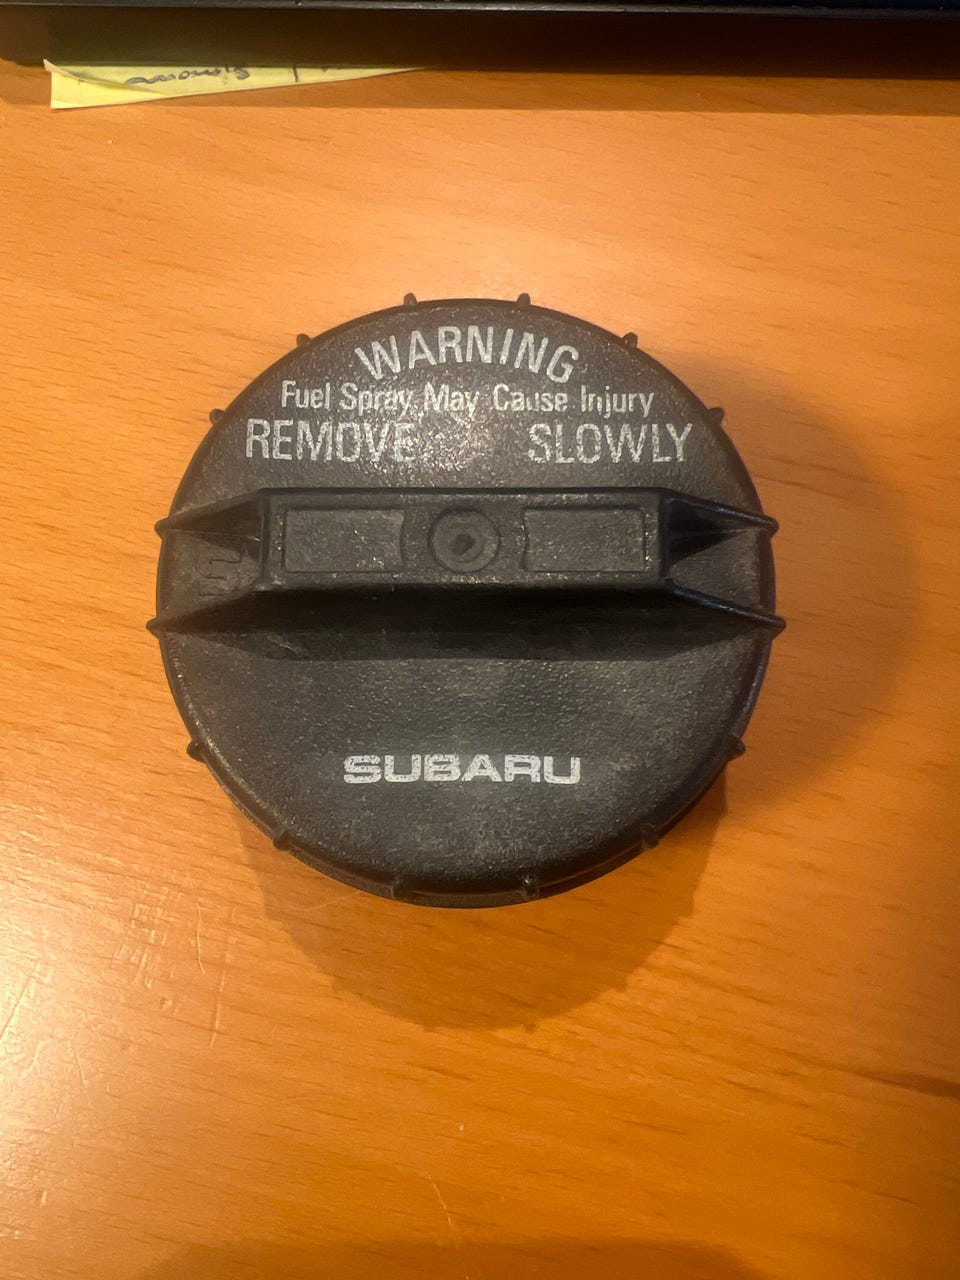 WARNING
Fuel Spray May Cause Injury
REMOVE SLOWLY
SUBARU